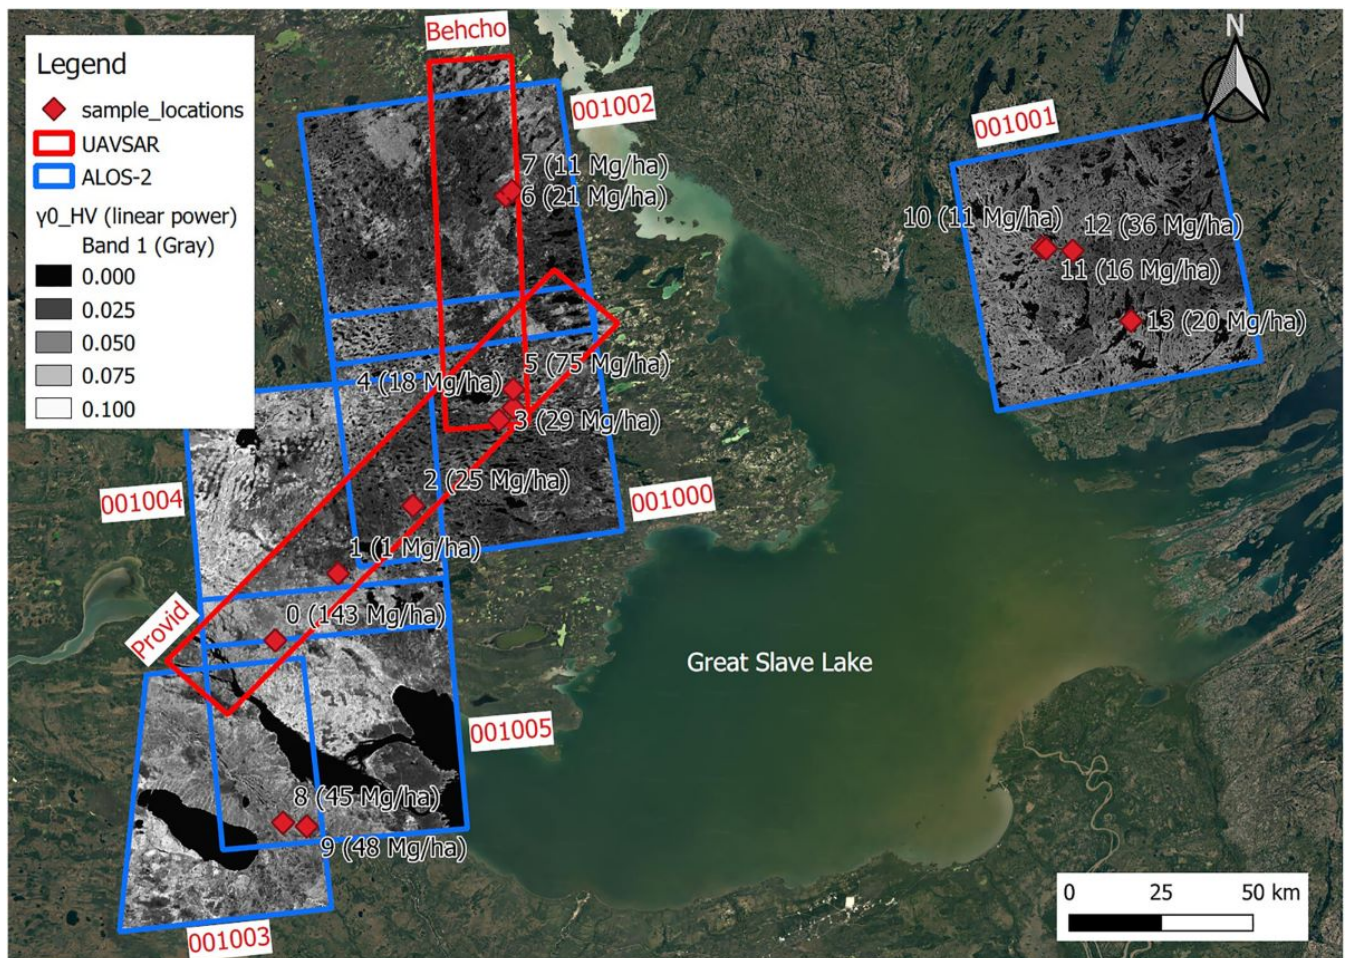 Behcho
N
Legend
sample_locations
UAVSAR
ALOS-2
γ0_HV (linear power)
Band 1 (Gray)
0.000
0.025
0.050
0.075
0.100
001002
001001
7 (11 Mg/ha)
6 (21 Mg/ha)
10 (11 Mg/ha)
12 (36 Mg/ha)
11 (16 Mg/ha)
13 (20 Mg/ha)
5 (75 Mg/ha)
4 (18 Mg/ha)
3 (29 Mg/ha)
2 (25 Mg/ha)
001004
001000
1 (1 Mg/ha)
0 (143 Mg/ha)
Provid
Great Slave Lake
001005
8 (45 Mg/ha)
9 (48 Mg/ha)
001003
0 25 50 km